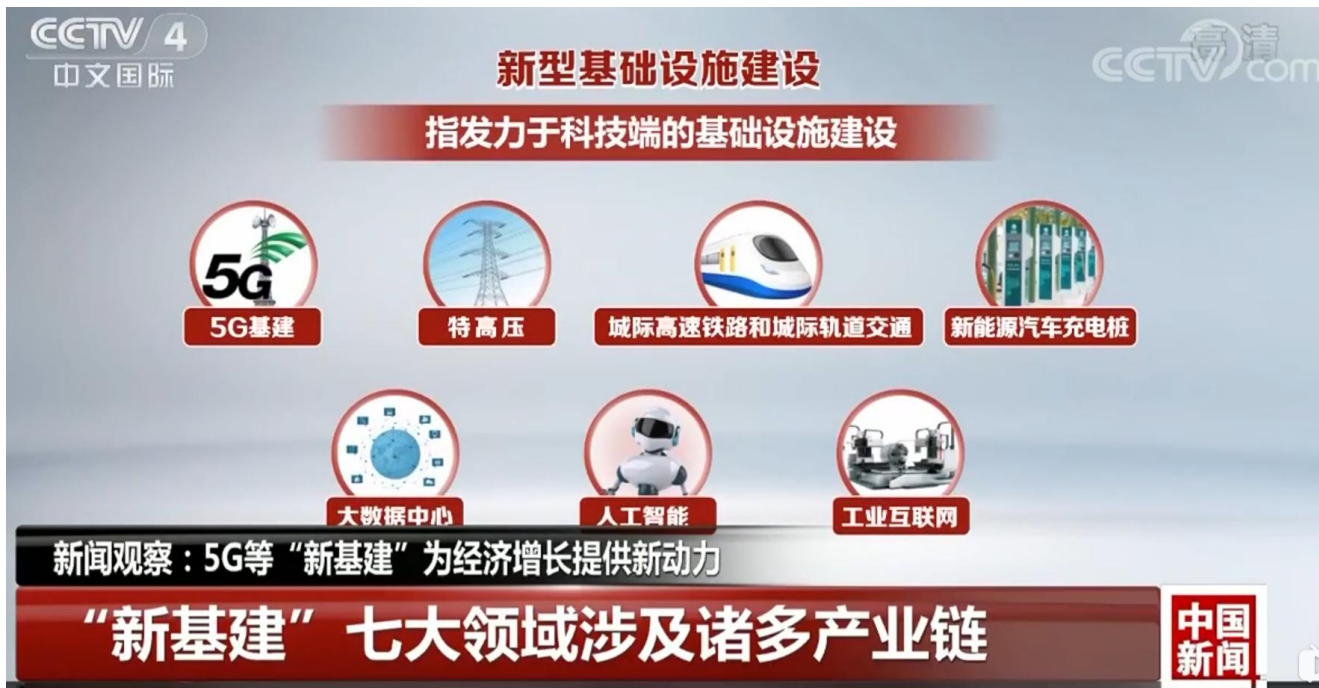 CCTV 4
中文国际
高清
CCTV.com
新型基础设施建设
指发力于科技端的基础设施建设
5G
5G基建
特高压
城际高速铁路和城际轨道交通
新能源汽车充电桩
大数据中心
人工智能
工业互联网
新闻观察：5G等“新基建”为经济增长提供新动力
“新基建”七大领域涉及诸多产业链
中国
新闻